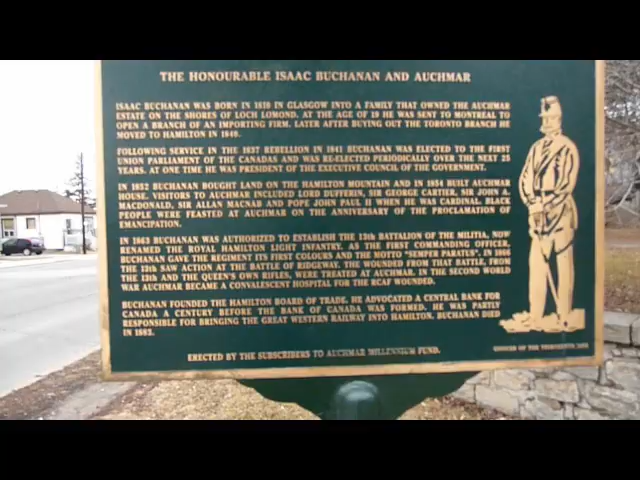 THE HONOURABLE ISAAC BUCHANAN AND AUCHMAR
ISAAC BUCHANAN WAS BORN IN 1810 IN GLASGOW INTO A FAMILY THAT OWNED THE AUCHMAR
ESTATE ON THE SHORES OF LOCH LOMOND. AT THE AGE OF 19 HE WAS SENT TO MONTREAL TO
OPEN A BRANCH OF AN IMPORTING FIRM. LATER AFTER BUYING OUT THE TORONTO BRANCH HE
MOVED TO HAMILTON IN 1840.
FOLLOWING SERVICE IN THE 1837 REBELLION IN 1841 BUCHANAN WAS ELECTED TO THE FIRST
UNION PARLIAMENT OF THE CANADAS AND WAS RE-ELECTED PERIODICALLY OVER THE NEXT 25
YEARS. AT ONE TIME HE WAS PRESIDENT OF THE EXECUTIVE COUNCIL OF THE GOVERNMENT.
IN 1852 BUCHANAN BOUGHT LAND ON THE HAMILTON MOUNTAIN AND IN 1854 BUILT AUCHMAR
HOUSE. VISITORS TO AUCHMAR INCLUDED LORD DUFFERIN, SIR GEORGE CARTIER, SIR JOHN A.
MACDONALD, SIR ALLAN MACNAB AND POPE JOHN PAUL II WHEN HE WAS CARDINAL. BLACK
PEOPLE WERE FEASTED AT AUCHMAR ON THE ANNIVERSARY OF THE PROCLAMATION OF
EMANCIPATION.
IN 1863 BUCHANAN WAS AUTHORIZED TO ESTABLISH THE 13th BATTALION OF THE MILITIA, NOW
RENAMED THE ROYAL HAMILTON LIGHT INFANTRY. AS THE FIRST COMMANDING OFFICER,
BUCHANAN GAVE THE REGIMENT ITS FIRST COLOURS AND THE MOTTO "SEMPER PARATUS". IN 1866
THE 13th SAW ACTION AT THE BATTLE OF RIDGEWAY. THE WOUNDED FROM THAT BATTLE, FROM
THE 13th AND THE QUEEN'S OWN RIFLES, WERE TREATED AT AUCHMAR. IN THE SECOND WORLD
WAR AUCHMAR BECAME A CONVALESCENT HOSPITAL FOR THE RCAF WOUNDED.
BUCHANAN FOUNDED THE HAMILTON BOARD OF TRADE. HE ADVOCATED A CENTRAL BANK FOR
CANADA A CENTURY BEFORE THE BANK OF CANADA WAS FORMED. HE WAS PARTLY
RESPONSIBLE FOR BRINGING THE GREAT WESTERN RAILWAY INTO HAMILTON. BUCHANAN DIED
IN 1883.
ERECTED BY THE SUBSCRIBERS TO AUCHMAR MILLENNIUM FUND.
OFFICER OF THE THIRTEENTH